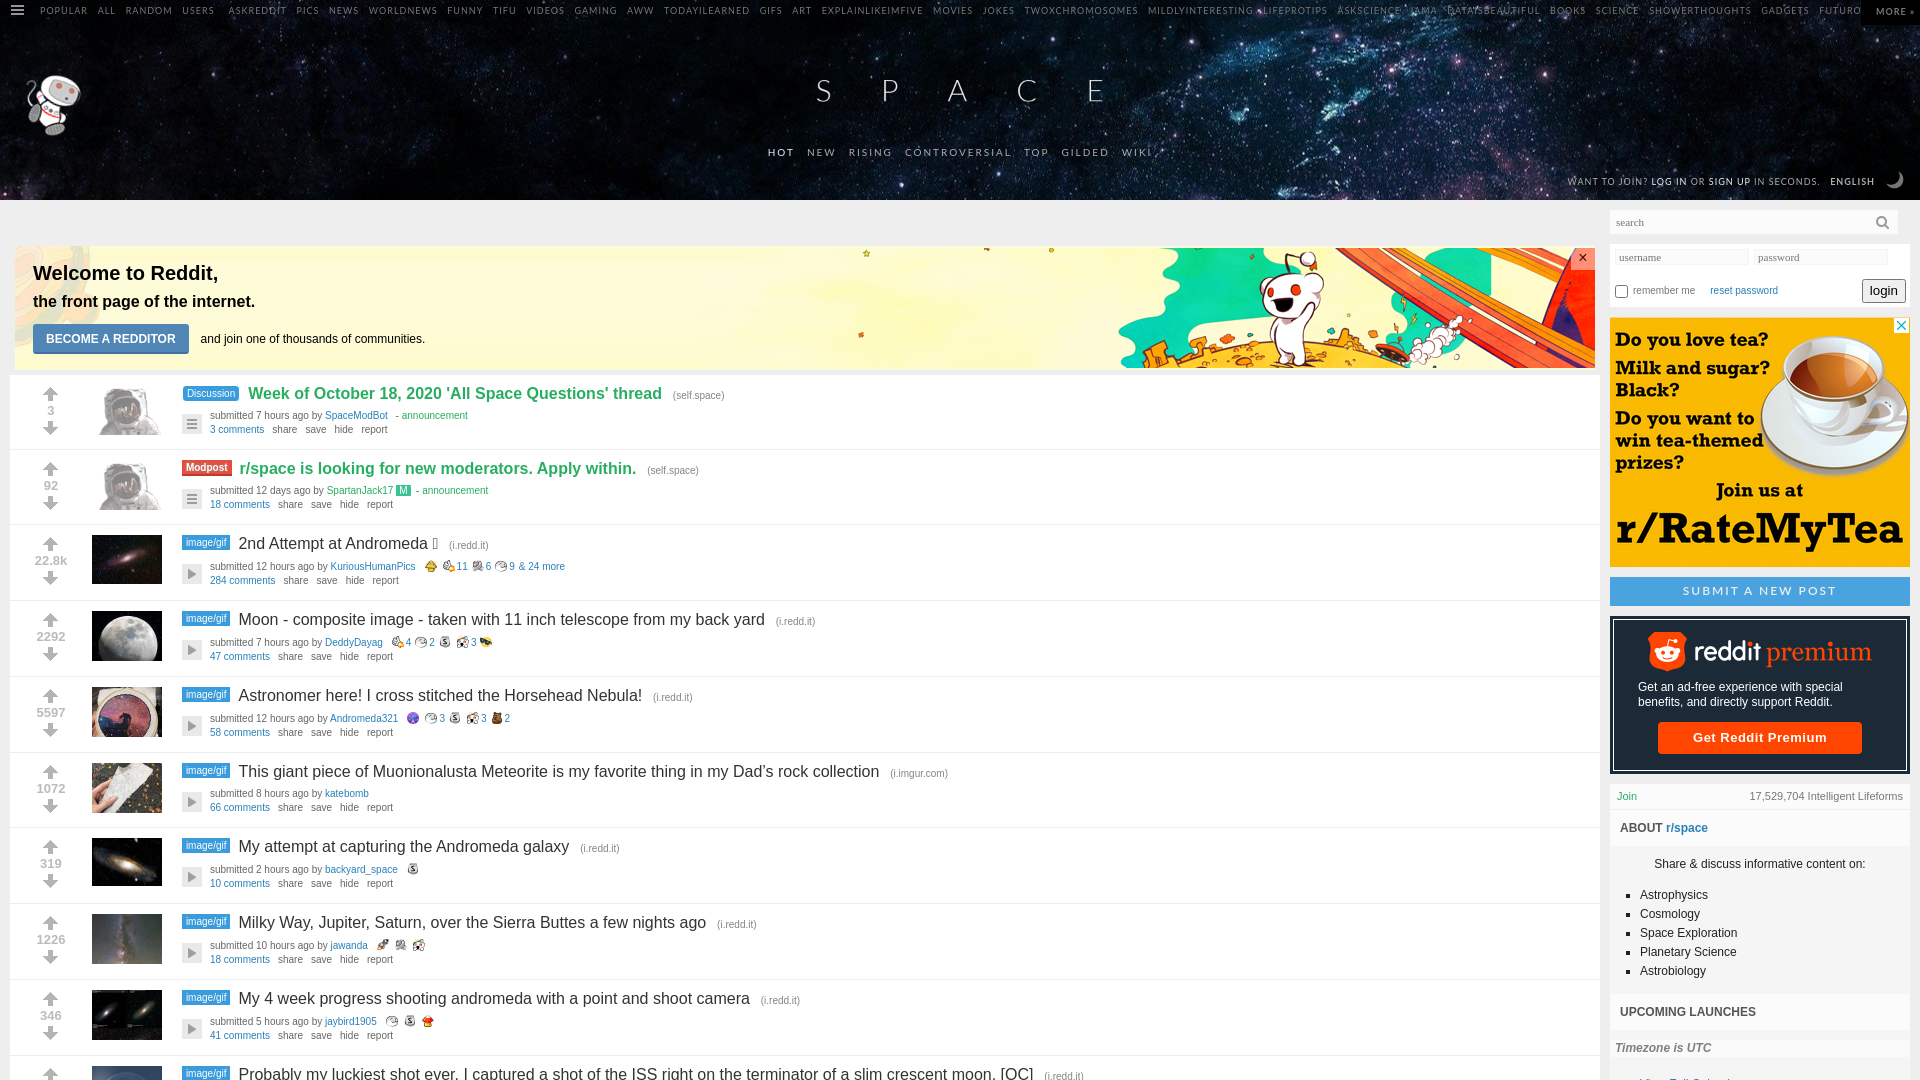 POPULAR ALL RANDOM USERS ASKREDDIT PICS NEWS WORLDNEWS FUNNY TIFU VIDEOS GAMING AWW TODAYILEARNED GIFS ART EXPLAINLIKEIMFIVE MOVIES JOKES TWOXCHROMOSOMES MILDLYINTERESTING LIFEPROTIPS ASKSCIENCE IAMA DATAISBEAUTIFUL BOOKS SCIENCE SHOWERTHOUGHTS GADGETS FUTURO MORE »
SPACE
HOT NEW RISING CONTROVERSIAL TOP GILDED WIKI
WANT TO JOIN? LOG IN OR SIGN UP IN SECONDS. ENGLISH
search
Welcome to Reddit,
the front page of the internet.
BECOME A REDDITOR and join one of thousands of communities.
×
username password
remember me reset password login
Discussion Week of October 18, 2020 'All Space Questions' thread (self.space)
3
submitted 7 hours ago by SpaceModBot - announcement
3 comments share save hide report
Modpost r/space is looking for new moderators. Apply within. (self.space)
92
submitted 12 days ago by SpartanJack17 M - announcement
18 comments share save hide report
image/gif 2nd Attempt at Andromeda (i.redd.it)
22.8k
submitted 12 hours ago by KuriousHumanPics 11 6 9 & 24 more
284 comments share save hide report
image/gif Moon - composite image - taken with 11 inch telescope from my back yard (i.redd.it)
2292
submitted 7 hours ago by DeddyDayag 4 2 3
47 comments share save hide report
image/gif Astronomer here! I cross stitched the Horsehead Nebula! (i.redd.it)
5597
submitted 12 hours ago by Andromeda321 3 3 2
58 comments share save hide report
image/gif This giant piece of Muonionalusta Meteorite is my favorite thing in my Dad’s rock collection (i.imgur.com)
1072
submitted 8 hours ago by katebomb
66 comments share save hide report
image/gif My attempt at capturing the Andromeda galaxy (i.redd.it)
319
submitted 2 hours ago by backyard_space
10 comments share save hide report
image/gif Milky Way, Jupiter, Saturn, over the Sierra Buttes a few nights ago (i.redd.it)
1226
submitted 10 hours ago by jawanda
18 comments share save hide report
image/gif My 4 week progress shooting andromeda with a point and shoot camera (i.redd.it)
346
submitted 5 hours ago by jaybird1905
41 comments share save hide report
image/gif Probably my luckiest shot ever. I captured a shot of the ISS right on the terminator of a slim crescent moon. [OC] (i.redd.it)
Do you love tea?
Milk and sugar?
Black?
Do you want to
win tea-themed
prizes?
Join us at
r/RateMyTea
SUBMIT A NEW POST
reddit premium
Get an ad-free experience with special
benefits, and directly support Reddit.
Get Reddit Premium
Join 17,529,704 Intelligent Lifeforms
ABOUT r/space
Share & discuss informative content on:
Astrophysics
Cosmology
Space Exploration
Planetary Science
Astrobiology
UPCOMING LAUNCHES
Timezone is UTC